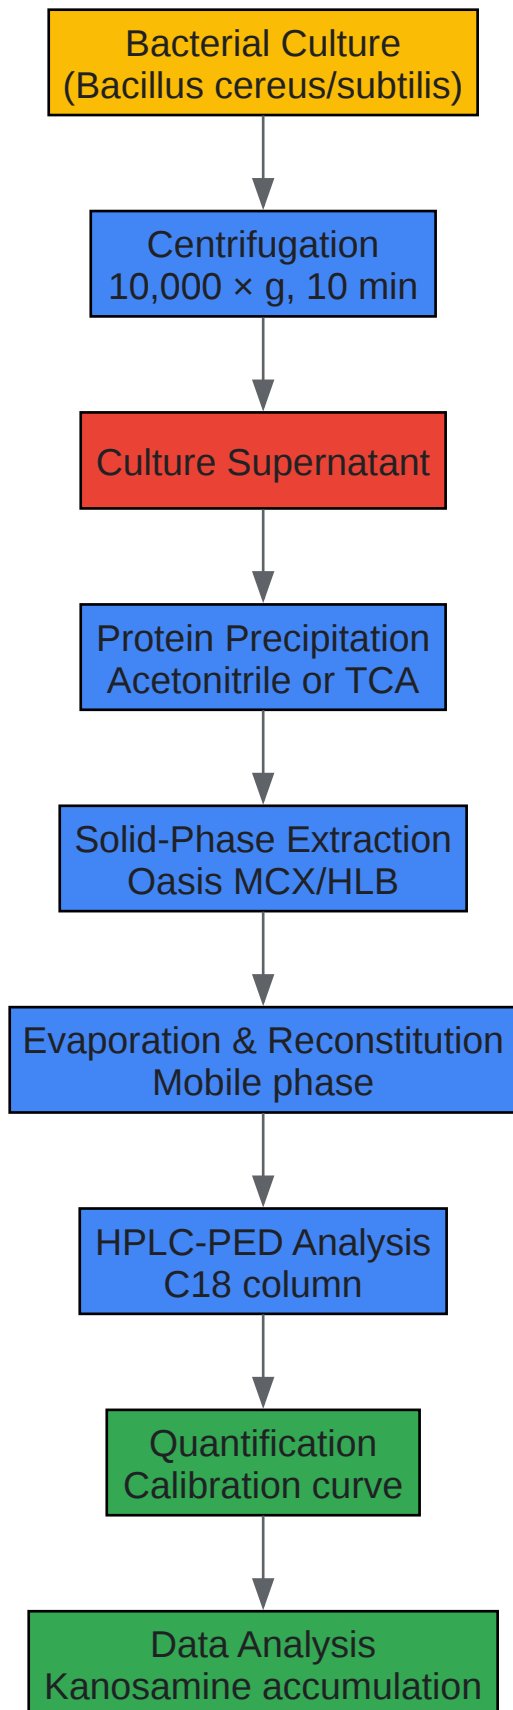 Bacterial Culture
(Bacillus cereus/subtilis)
Centrifugation
10,000 × g, 10 min
Culture Supernatant
Protein Precipitation
Acetonitrile or TCA
Solid-Phase Extraction
Oasis MCX/HLB
Evaporation & Reconstitution
Mobile phase
HPLC-PED Analysis
C18 column
Quantification
Calibration curve
Data Analysis
Kanosamine accumulation